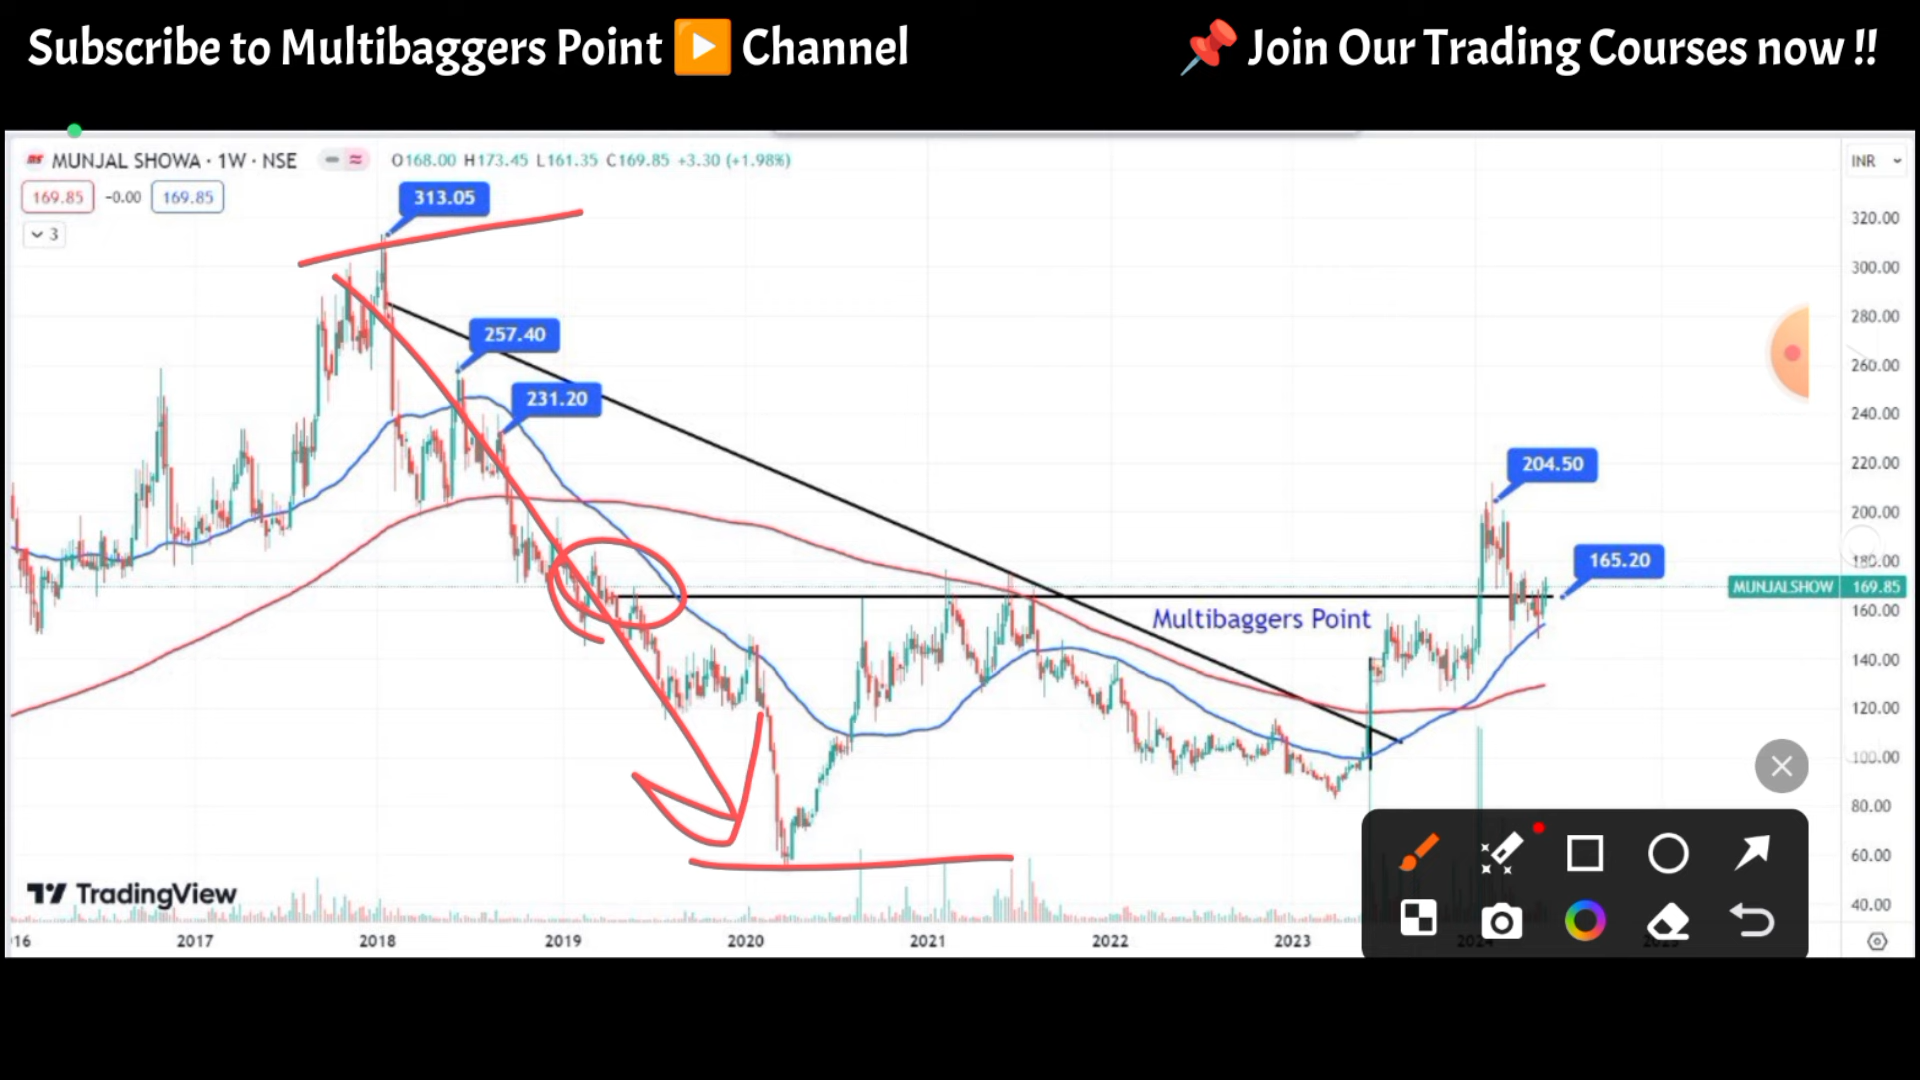 Subscribe to Multibaggers Point ▶️ Channel
📌 Join Our Trading Courses now !!
MUNJAL SHOWA · 1W · NSE
O168.00 H173.45 L161.35 C169.85 +3.30 (+1.98%)
INR
169.85 -0.00 169.85
3
313.05
257.40
231.20
204.50
165.20
Multibaggers Point
320.00
300.00
280.00
260.00
240.00
220.00
200.00
180.00
MUNJALSHOW 169.85
160.00
140.00
120.00
100.00
80.00
60.00
40.00
TradingView
16 2017 2018 2019 2020 2021 2022 2023 2024 2025